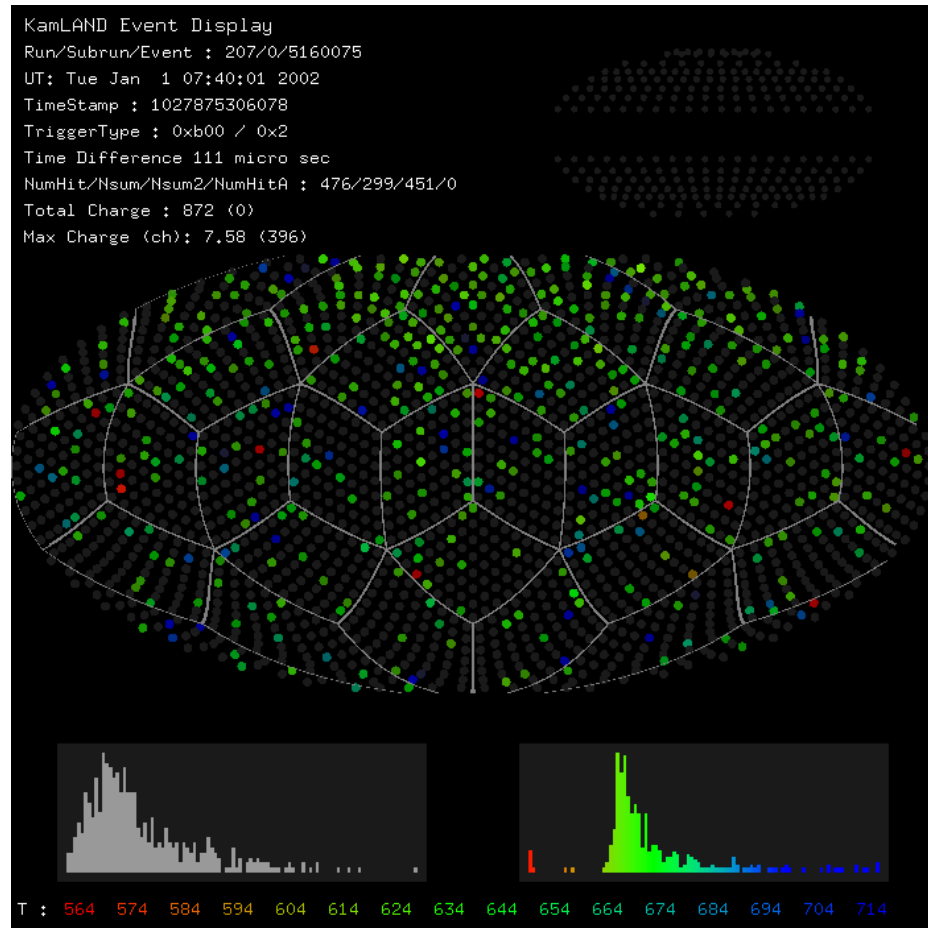 KamLAND Event Display
Run/Subrun/Event : 207/0/5160075
UT: Tue Jan  1 07:40:01 2002
TimeStamp : 1027875306078
TriggerType : 0xb00 / 0x2
Time Difference 111 micro sec
NumHit/Nsum/Nsum2/NumHitA : 476/299/451/0
Total Charge : 872 (0)
Max Charge (ch): 7.58 (396)
T : 564 574 584 594 604 614 624 634 644 654 664 674 684 694 704 714